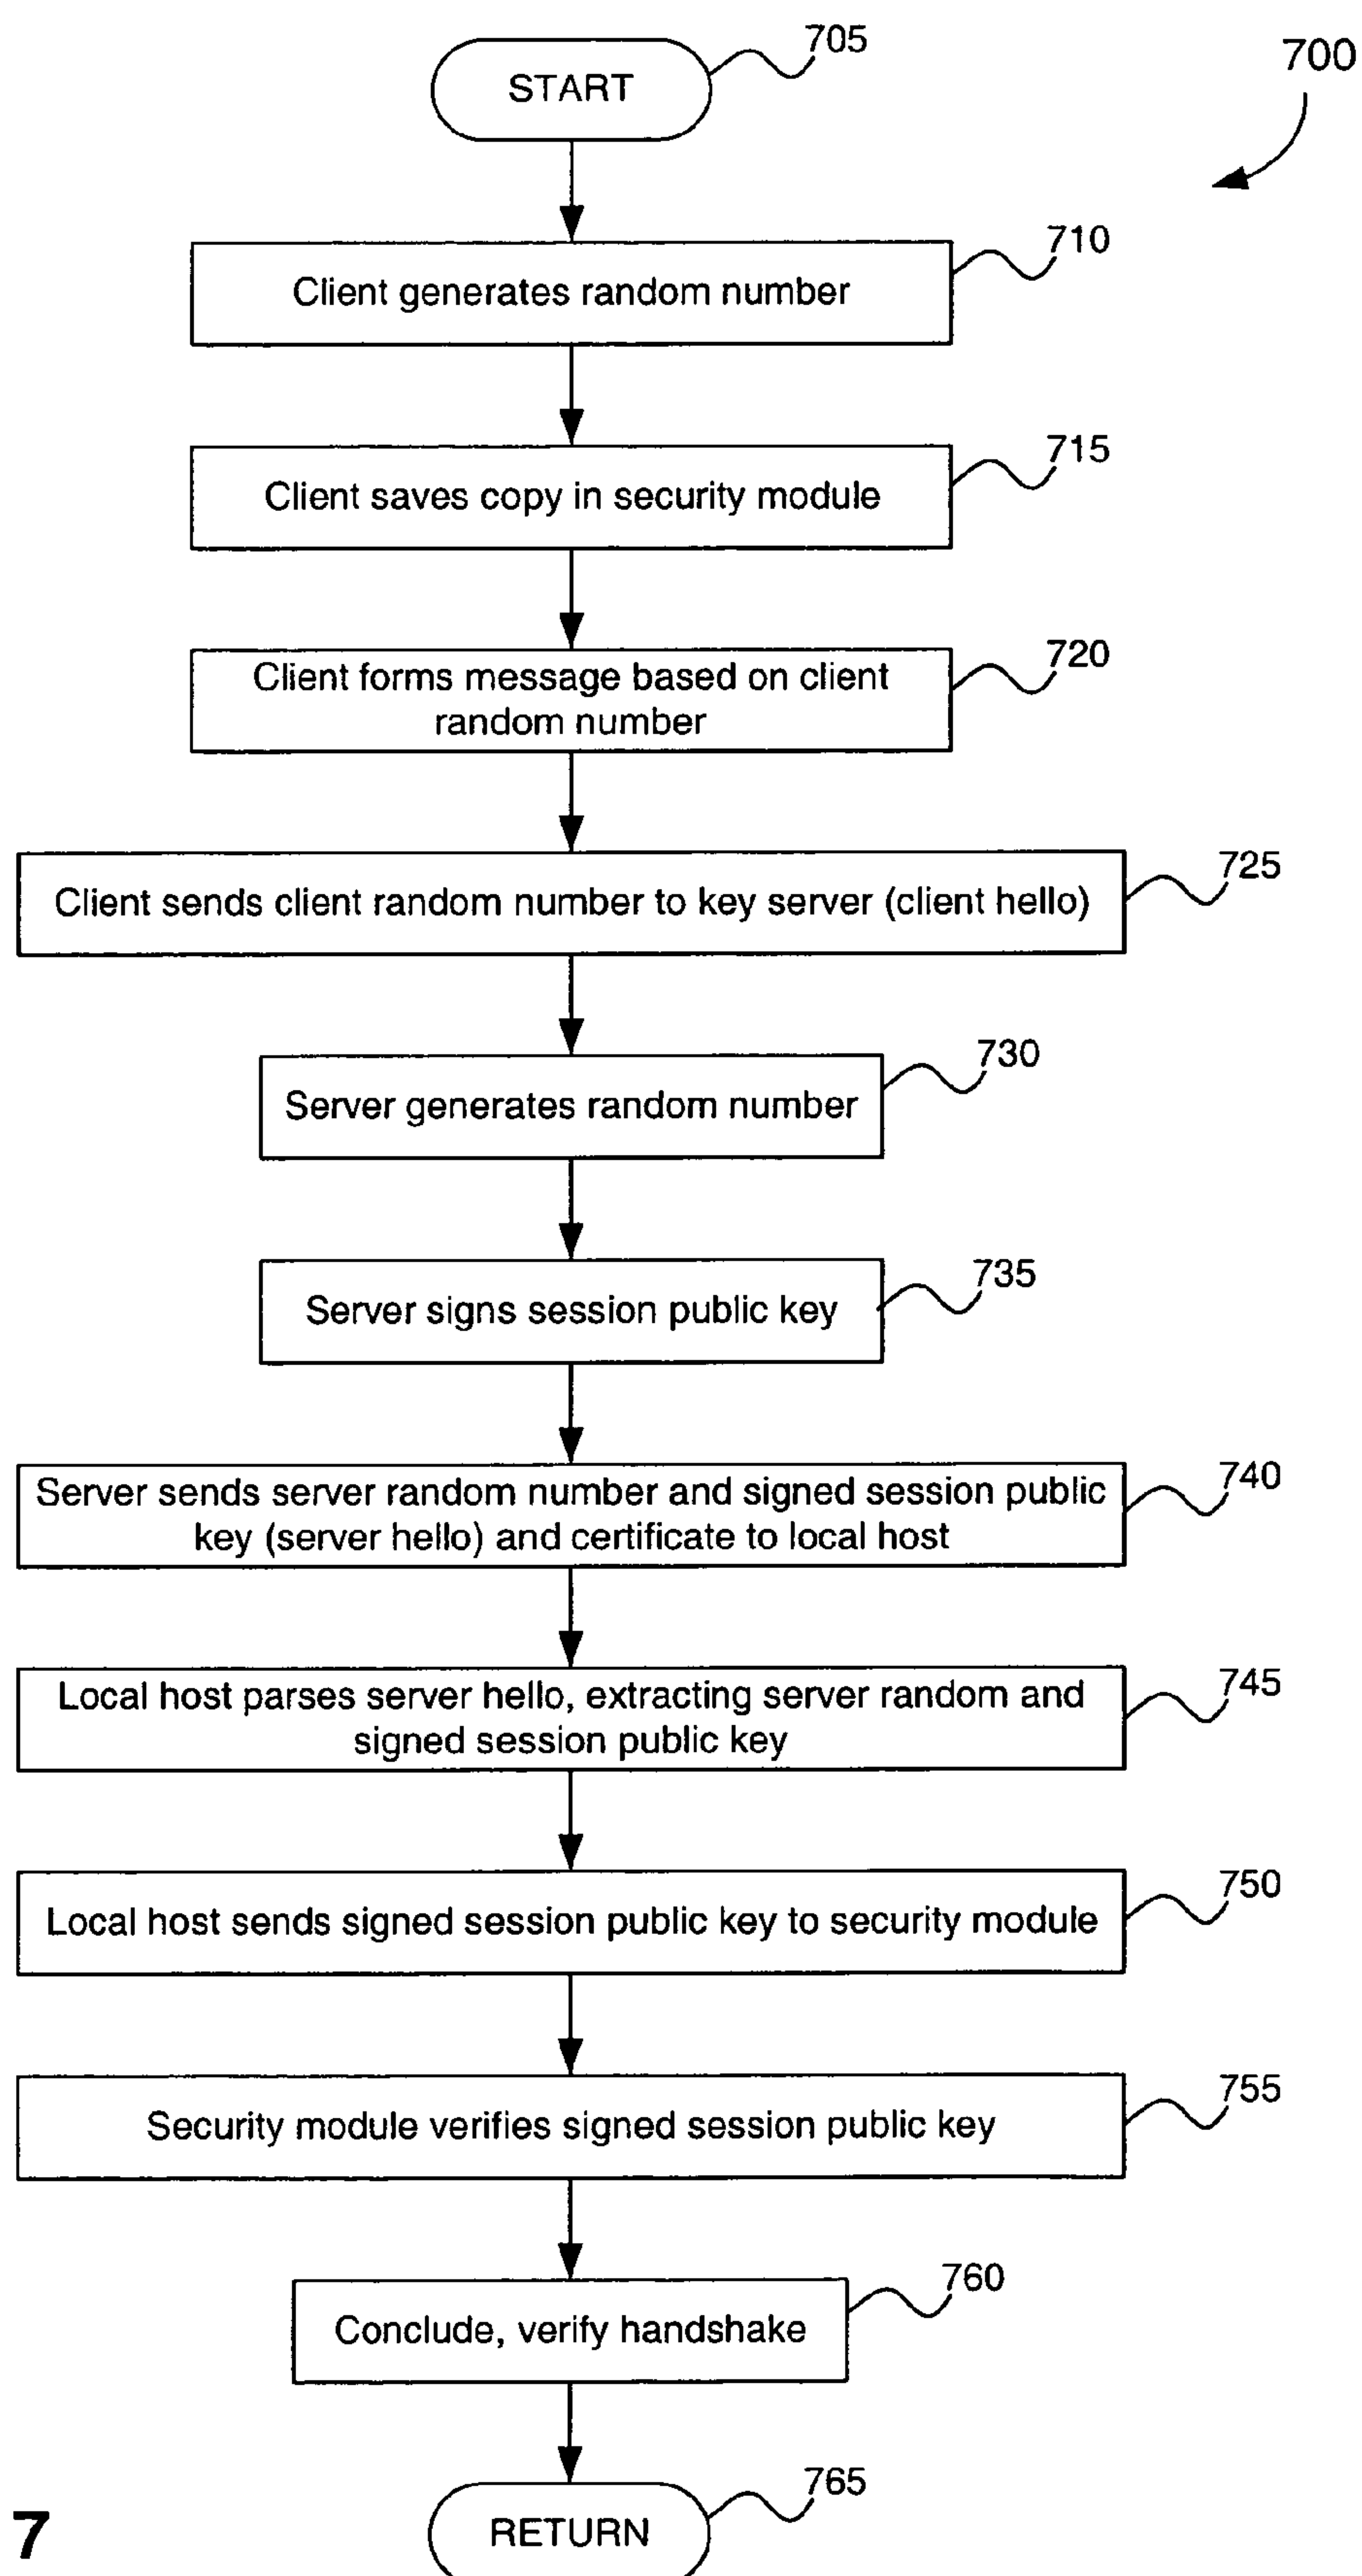 705
START
700
710
Client generates random number
715
Client saves copy in security module
720
Client forms message based on client
random number
725
Client sends client random number to key server (client hello)
730
Server generates random number
735
Server signs session public key
740
Server sends server random number and signed session public
key (server hello) and certificate to local host
745
Local host parses server hello, extracting server random and
signed session public key
750
Local host sends signed session public key to security module
755
Security module verifies signed session public key
760
Conclude, verify handshake
765
RETURN
7